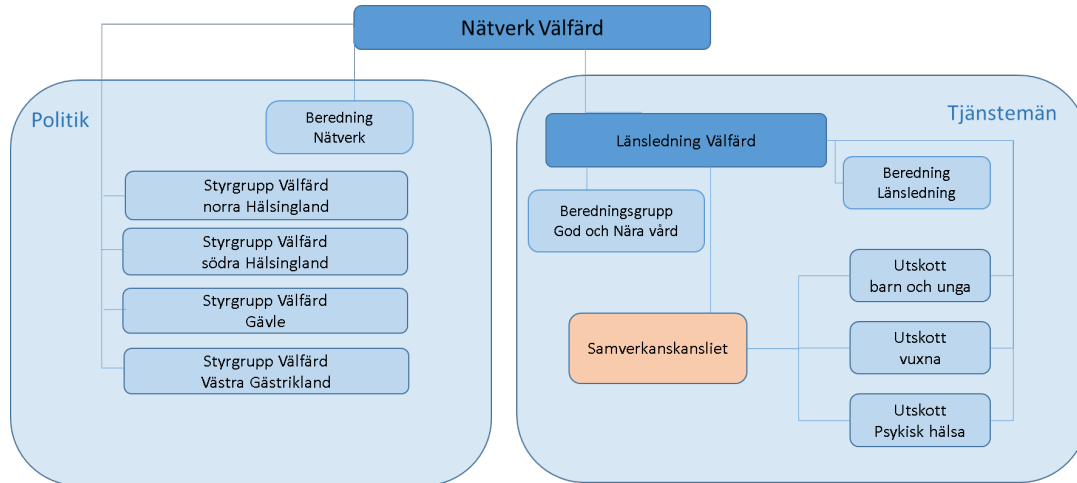 Nätverk Välfärd
Politik
Beredning
Nätverk
Styrgrupp Välfärd
norra Hälsingland
Styrgrupp Välfärd
södra Hälsingland
Styrgrupp Välfärd
Gävle
Styrgrupp Välfärd
Västra Gästrikland
Tjänstemän
Länsledning Välfärd
Beredning
Länsledning
Beredningsgrupp
God och Nära vård
Utskott
barn och unga
Samverkanskansliet
Utskott
vuxna
Utskott
Psykisk hälsa